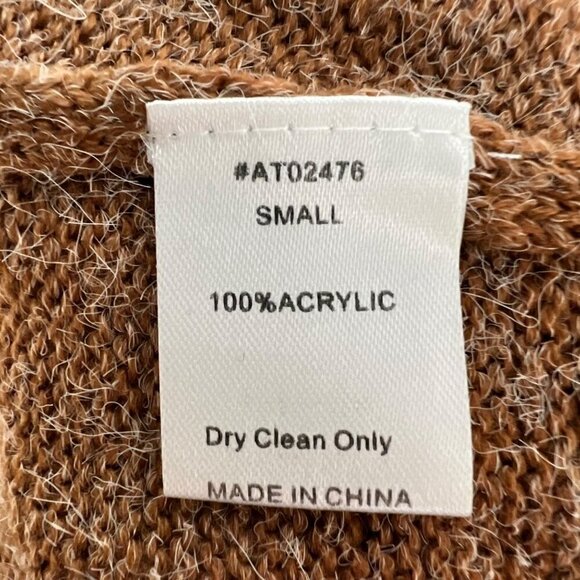 #AT02476
SMALL
100%ACRYLIC
Dry Clean Only
MADE IN CHINA